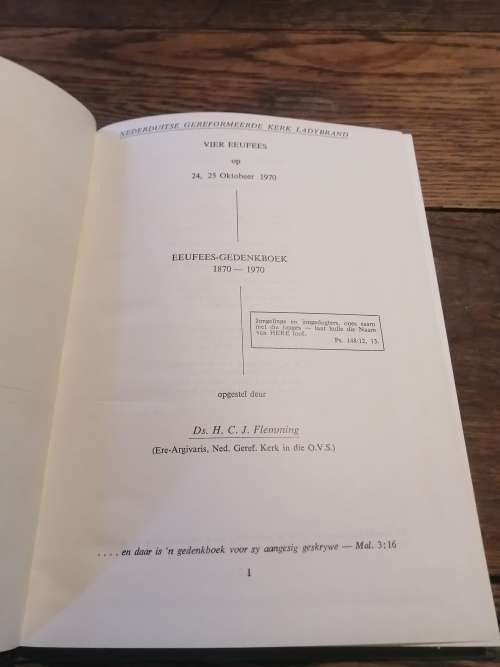 NEDERDUITSE GEREFORMEERDE KERK LADYBRAND
VIER EEUFEES
op
24, 25 Oktobeer 1970
EEUFEES-GEDENKBOEK
1870 — 1970
Jongelinge en jongedogters, oues saam
met die jonges — laat hulle die Naam
van HERE loof.
Ps. 148:12, 13.
opgestel deur
Ds. H. C. J. Flemming
(Ere-Argivaris, Ned. Geref. Kerk in die O.V.S.)
. . . . en daar is 'n gedenkboek voor sy aangesig geskrywe — Mal. 3:16
1